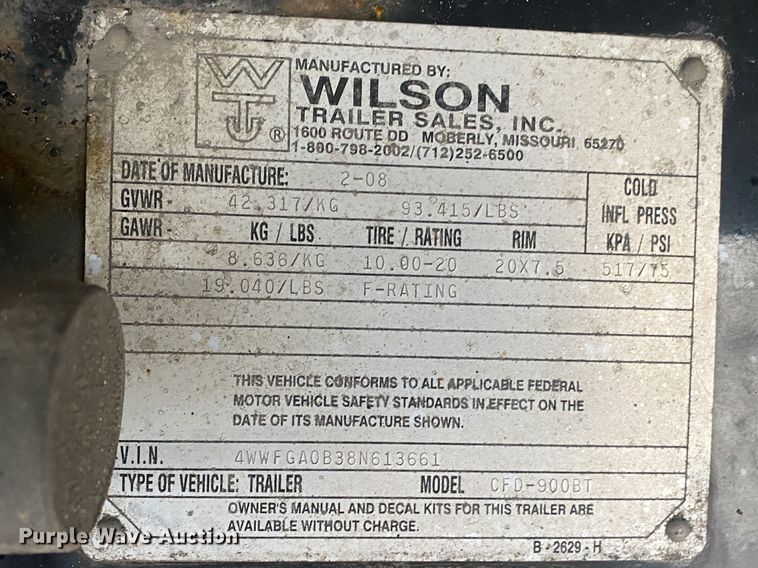 WT ®
MANUFACTURED BY:
WILSON
TRAILER SALES, INC.
1600 ROUTE DD MOBERLY, MISSOURI 65270
1-800-798-2002/(712)252-6500
DATE OF MANUFACTURE: 2-08
COLD
INFL PRESS
KPA / PSI
GVWR - 42.317/KG 93.415/LBS
GAWR- KG / LBS TIRE / RATING RIM
8.636/KG 10.00-20 20X7.5 517/75
19.040/LBS F-RATING
THIS VEHICLE CONFORMS TO ALL APPLICABLE FEDERAL
MOTOR VEHICLE SAFETY STANDARDS IN EFFECT ON THE
DATE OF ITS MANUFACTURE SHOWN.
V.I.N. 4WWFGA0B38N613661
TYPE OF VEHICLE: TRAILER MODEL CFD-900BT
OWNER'S MANUAL AND DECAL KITS FOR THIS TRAILER ARE
AVAILABLE WITHOUT CHARGE.
B - 2629 - H
Purple Wave Auction